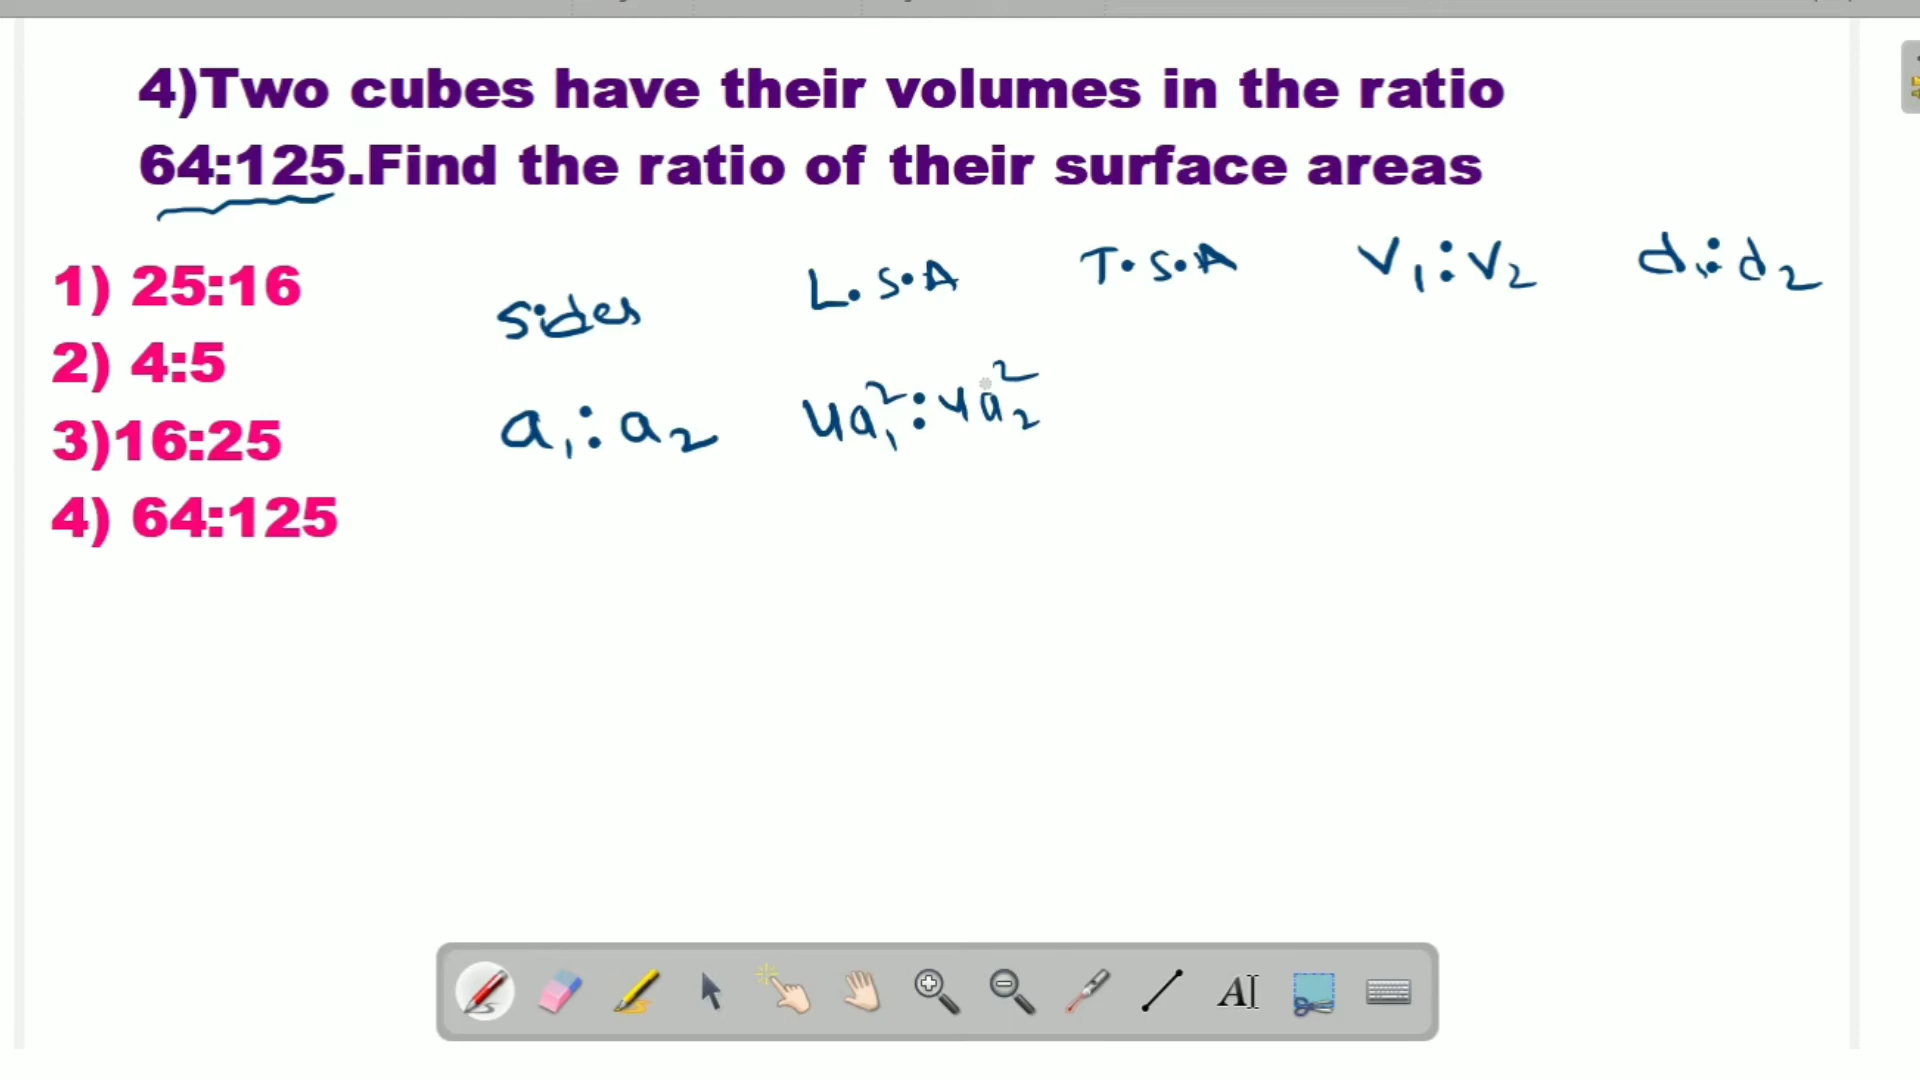 4)Two cubes have their volumes in the ratio
64:125.Find the ratio of their surface areas
1) 25:16
2) 4:5
3)16:25
4) 64:125
sides L.S.A T.S.A V₁:V₂ d₁:d₂
a₁:a₂ 4a₁²:4a₂²
AI